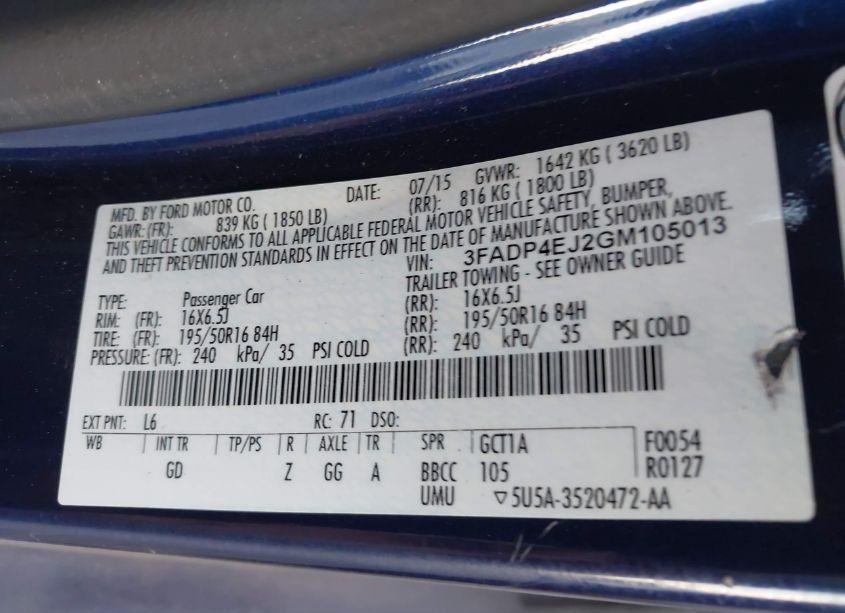 MFD. BY FORD MOTOR CO. DATE: 07/15 GVWR: 1642 KG ( 3620 LB)
GAWR: (FR): 839 KG ( 1850 LB) (RR): 816 KG ( 1800 LB)
THIS VEHICLE CONFORMS TO ALL APPLICABLE FEDERAL MOTOR VEHICLE SAFETY, BUMPER,
AND THEFT PREVENTION STANDARDS IN EFFECT ON THE DATE OF MANUFACTURE SHOWN ABOVE.
VIN: 3FADP4EJ2GM105013
TYPE: Passenger Car TRAILER TOWING - SEE OWNER GUIDE
RIM: (FR): 16X6.5J (RR): 16X6.5J
TIRE: (FR): 195/50R16 84H (RR): 195/50R16 84H
PRESSURE: (FR): 240 kPa/ 35 PSI COLD (RR): 240 kPa/ 35 PSI COLD
EXT PNT: L6 RC: 71 DSO:
WB INT TR TP/PS R AXLE TR SPR GCT1A F0054
GD Z GG A BBCC 105 R0127
UMU ▽5U5A-3520472-AA